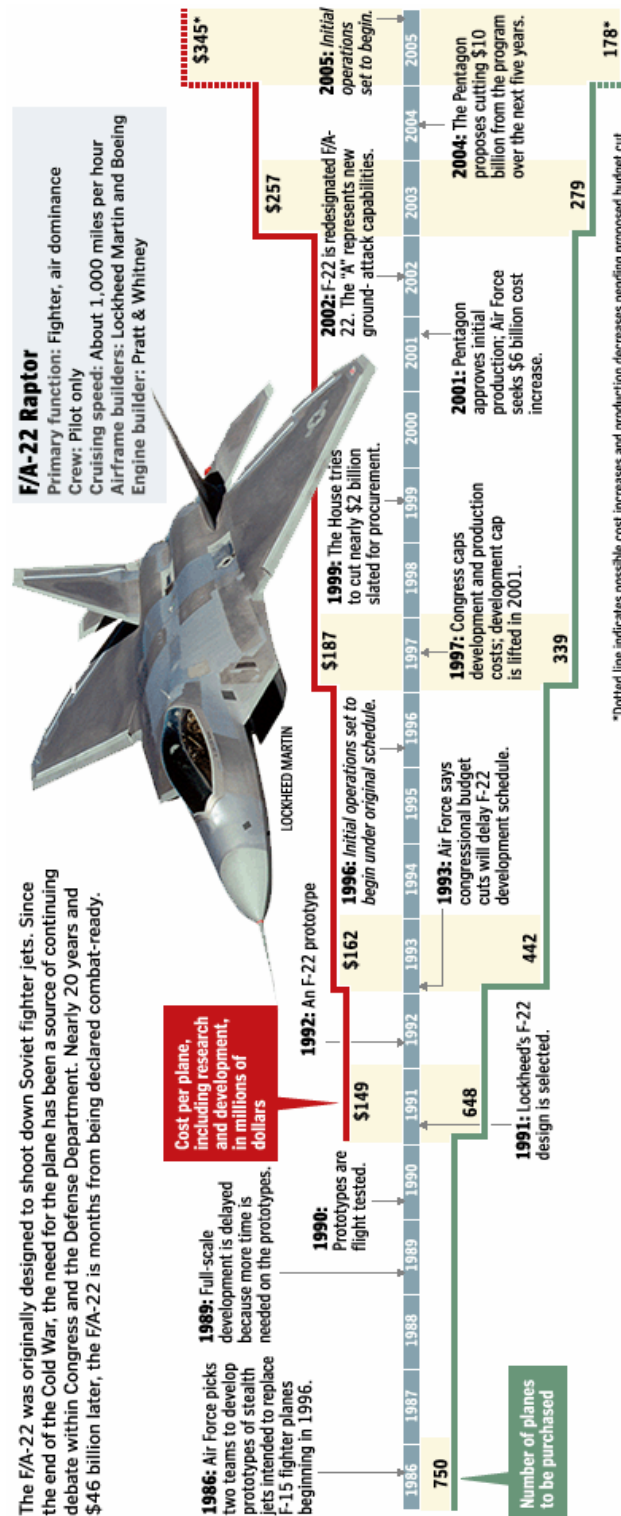 The F/A-22 was originally designed to shoot down Soviet fighter jets. Since
the end of the Cold War, the need for the plane has been a source of continuing
debate within Congress and the Defense Department. Nearly 20 years and
$46 billion later, the F/A-22 is months from being declared combat-ready.
F/A-22 Raptor
Primary function: Fighter, air dominance
Crew: Pilot only
Cruising speed: About 1,000 miles per hour
Airframe builders: Lockheed Martin and Boeing
Engine builder: Pratt & Whitney
LOCKHEED MARTIN
Cost per plane,
including research
and development,
in millions of
dollars
$149
$162
$187
$257
$345*
1986: Air Force picks
two teams to develop
prototypes of stealth
jets intended to replace
F-15 fighter planes
beginning in 1996.
1989: Full-scale
development is delayed
because more time is
needed on the prototypes.
1990:
Prototypes are
flight tested.
1992: An F-22 prototype
1996: Initial operations set to
begin under original schedule.
1999: The House tries
to cut nearly $2 billion
slated for procurement.
2002: F-22 is redesignated F/A-
22. The "A" represents new
ground- attack capabilities.
2005: Initial
operations
set to begin.
1986 1987 1988 1989 1990 1991 1992 1993 1994 1995 1996 1997 1998 1999 2000 2001 2002 2003 2004 2005
1991: Lockheed's F-22
design is selected.
1993: Air Force says
congressional budget
cuts will delay F-22
development schedule.
1997: Congress caps
development and production
costs; development cap
is lifted in 2001.
2001: Pentagon
approves initial
production; Air Force
seeks $6 billion cost
increase.
2004: The Pentagon
proposes cutting $10
billion from the program
over the next five years.
750
648
442
339
279
178*
Number of planes
to be purchased
*Dotted line indicates possible cost increases and production decreases pending proposed budget cut